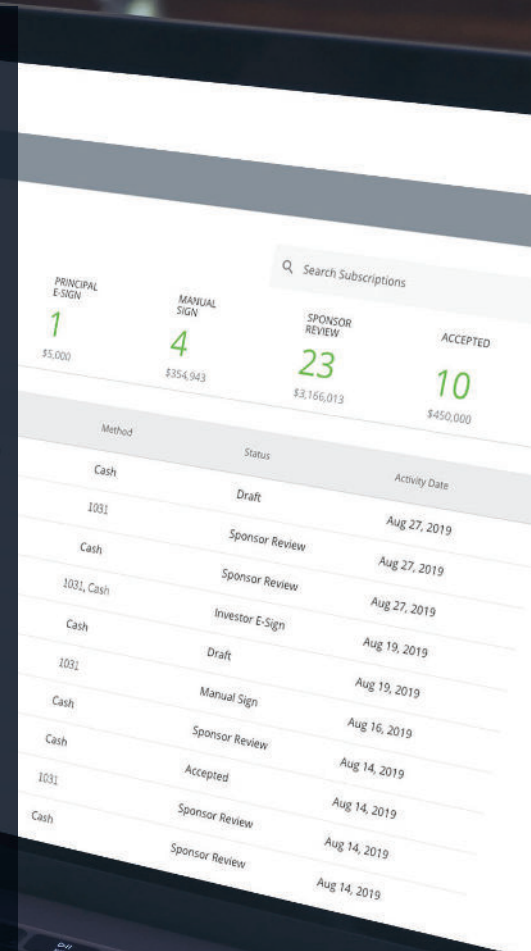 Search Subscriptions
PRINCIPAL
E-SIGN
1
$5,000
MANUAL
SIGN
4
$354,943
SPONSOR
REVIEW
23
$3,166,013
ACCEPTED
10
$450,000
Method Status Activity Date
Cash Draft Aug 27, 2019
1031 Sponsor Review Aug 27, 2019
Cash Sponsor Review Aug 27, 2019
1031, Cash Investor E-Sign Aug 19, 2019
Cash Draft Aug 19, 2019
1031 Manual Sign Aug 16, 2019
Cash Sponsor Review Aug 14, 2019
Cash Accepted Aug 14, 2019
1031 Sponsor Review Aug 14, 2019
Cash Sponsor Review Aug 14, 2019